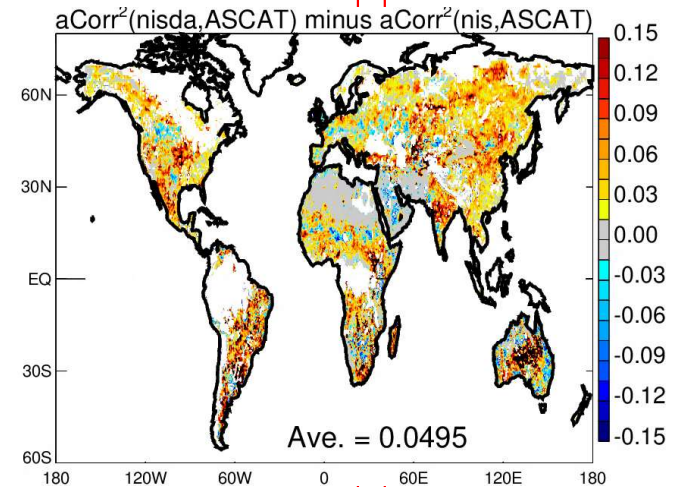 aCorr²(nisda,ASCAT) minus aCorr²(nis,ASCAT)
0.15
0.12
0.09
0.06
0.03
0.00
-0.03
-0.06
-0.09
-0.12
-0.15
60N
30N
EQ
30S
60S
Ave. = 0.0495
180 120W 60W 0 60E 120E 180